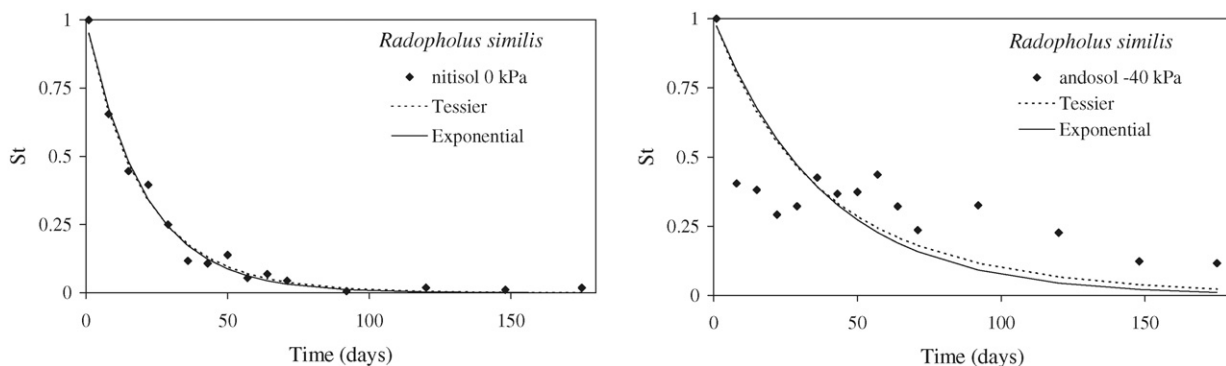 1
Radopholus similis
nitisol 0 kPa
0.75
Tessier
Exponential
St
0.5
0.25
0
0
50
100
150
Time (days)
1
Radopholus similis
andosol -40 kPa
0.75
Tessier
Exponential
St
0.5
0.25
0
0
50
100
150
Time (days)